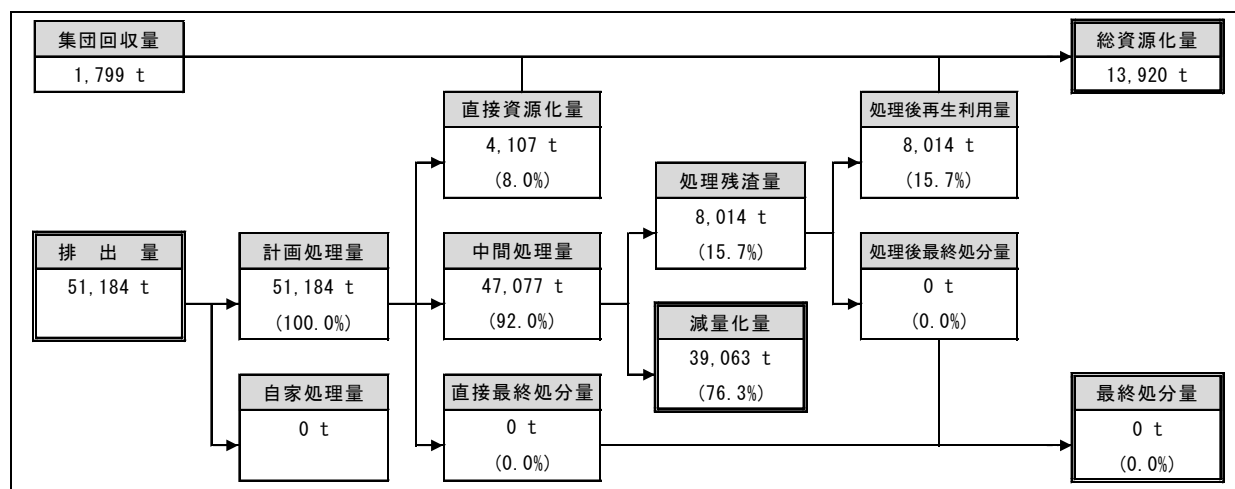 集団回収量
1,799 t
総資源化量
13,920 t
直接資源化量
4,107 t
(8.0%)
処理後再生利用量
8,014 t
(15.7%)
処理残渣量
8,014 t
(15.7%)
排 出 量
51,184 t
計画処理量
51,184 t
(100.0%)
中間処理量
47,077 t
(92.0%)
処理後最終処分量
0 t
(0.0%)
減量化量
39,063 t
(76.3%)
自家処理量
0 t
直接最終処分量
0 t
(0.0%)
最終処分量
0 t
(0.0%)